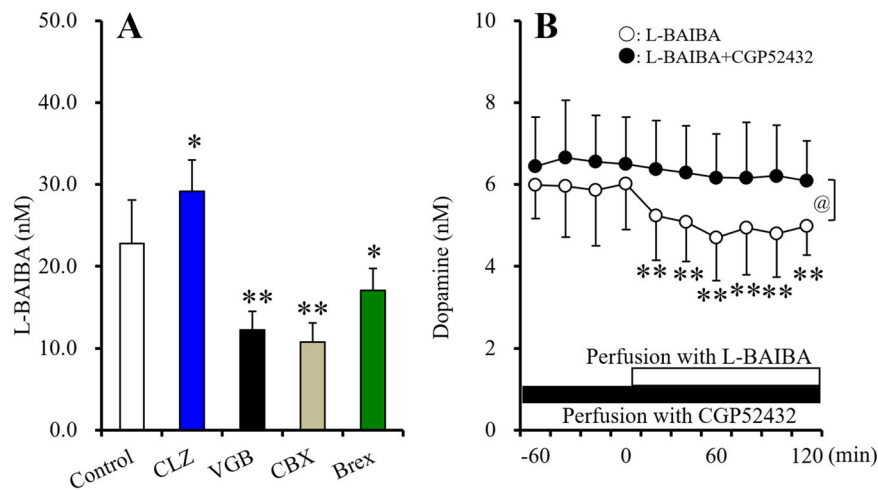 A
L-BAIBA (nM)
50.0
40.0
30.0
20.0
10.0
0.0
*
**
**
*
Control
CLZ
VGB
CBX
Brex
B
Dopamine (nM)
10
8
6
4
2
0
○: L-BAIBA
●: L-BAIBA+CGP52432
@
** ** ** ** ** **
Perfusion with L-BAIBA
Perfusion with CGP52432
-60 0 60 120 (min)